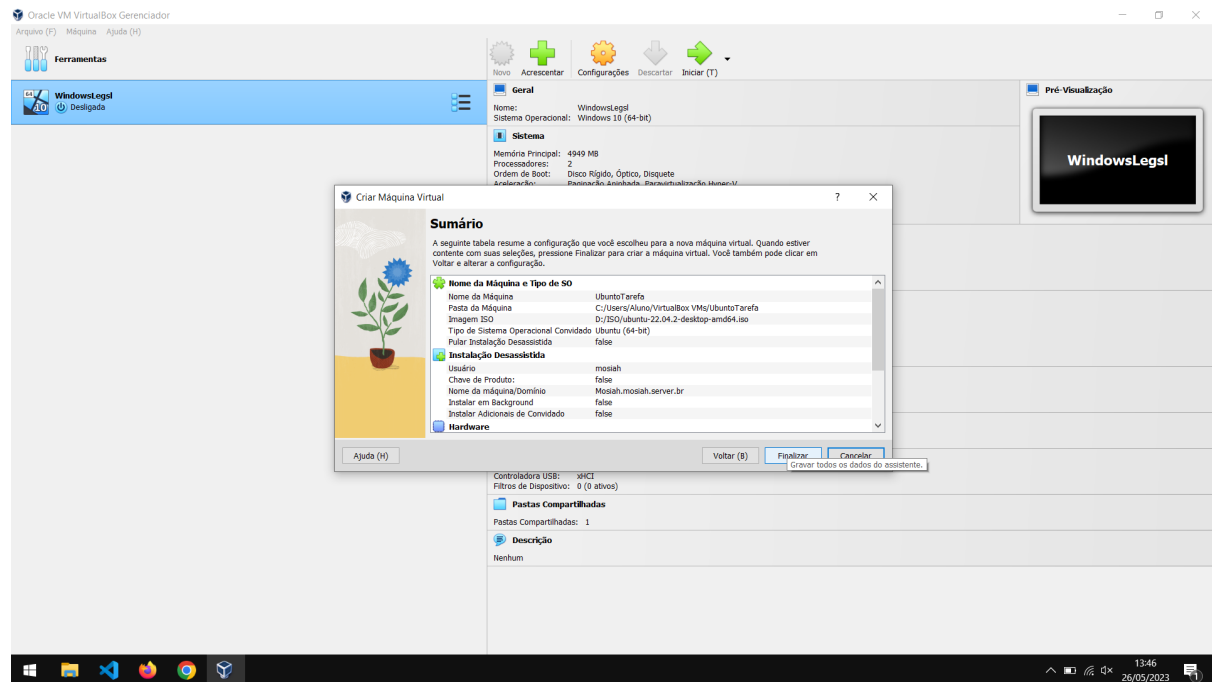 Oracle VM VirtualBox Gerenciador
Arquivo (F) Máquina Ajuda (H)
Ferramentas
Novo Acrescentar Configurações Descartar Iniciar (T)
64
10
WindowsLegsl
Desligada
Geral
Nome: WindowsLegsl
Sistema Operacional: Windows 10 (64-bit)
Sistema
Memória Principal: 4949 MB
Processadores: 2
Ordem de Boot: Disco Rígido, Óptico, Disquete
Aceleração: Paginação Aninhada, Paravirtualização Hyper-V
Pré-Visualização
WindowsLegsl
Criar Máquina Virtual
Sumário
A seguinte tabela resume a configuração que você escolheu para a nova máquina virtual. Quando estiver
contente com suas seleções, pressione Finalizar para criar a máquina virtual. Você também pode clicar em
Voltar e alterar a configuração.
Nome da Máquina e Tipo de SO
Nome da Máquina UbuntoTarefa
Pasta da Máquina C:/Users/Aluno/VirtualBox VMs/UbuntoTarefa
Imagem ISO D:/ISO/ubuntu-22.04.2-desktop-amd64.iso
Tipo de Sistema Operacional Convidado Ubuntu (64-bit)
Pular Instalação Desassistida false
Instalação Desassistida
Usuário mosiah
Chave de Produto: false
Nome da máquina/Domínio Mosiah.mosiah.server.br
Instalar em Background false
Instalar Adicionais de Convidado false
Hardware
Ajuda (H) Voltar (B) Finalizar Cancelar
Gravar todos os dados do assistente.
Controladora USB: xHCI
Filtros de Dispositivo: 0 (0 ativos)
Pastas Compartilhadas
Pastas Compartilhadas: 1
Descrição
Nenhum
13:46
26/05/2023
1